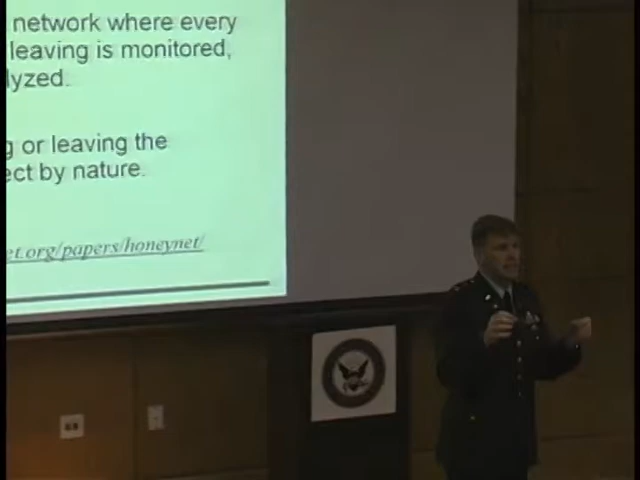 network where every
leaving is monitored,
lyzed.
g or leaving the
ect by nature.
et.org/papers/honeynet/